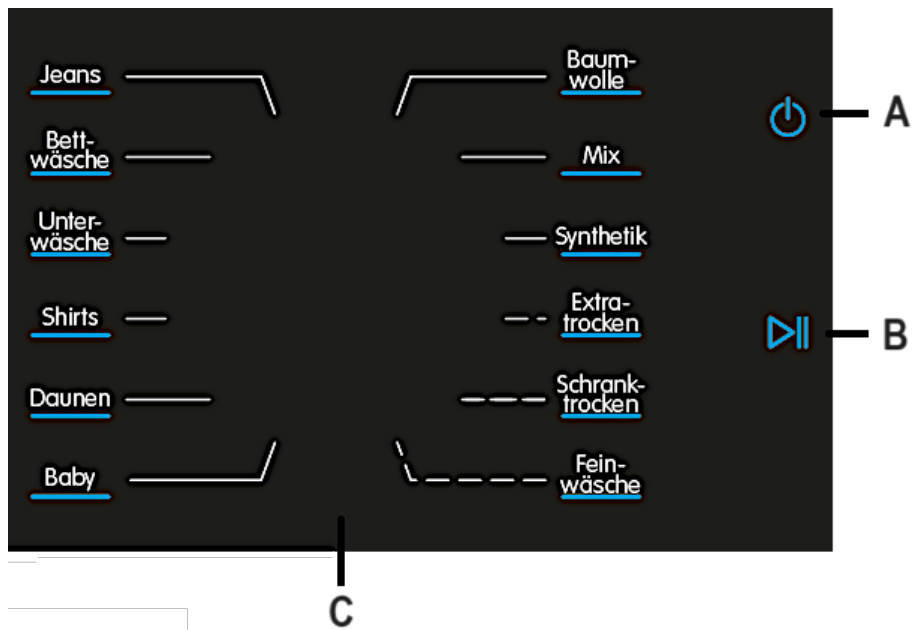 Jeans
Bett-
wäsche
Unter-
wäsche
Shirts
Daunen
Baby
Baum-
wolle
Mix
Synthetik
Extra-
trocken
Schrank-
trocken
Fein-
wäsche
A
B
C